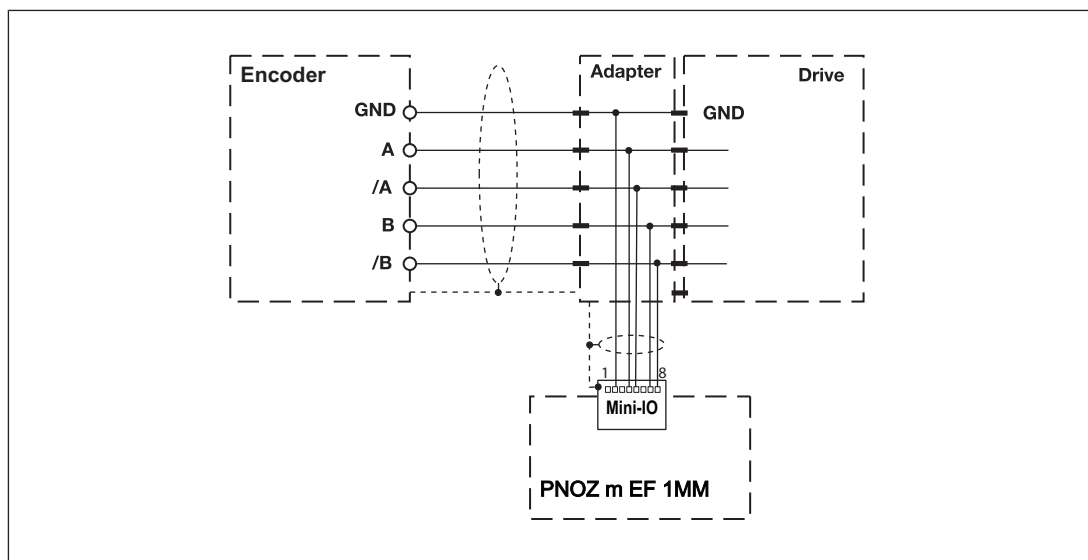 Encoder
Adapter
Drive
GND
GND
A
/A
B
/B
1
8
Mini-IO
PNOZ m EF 1MM